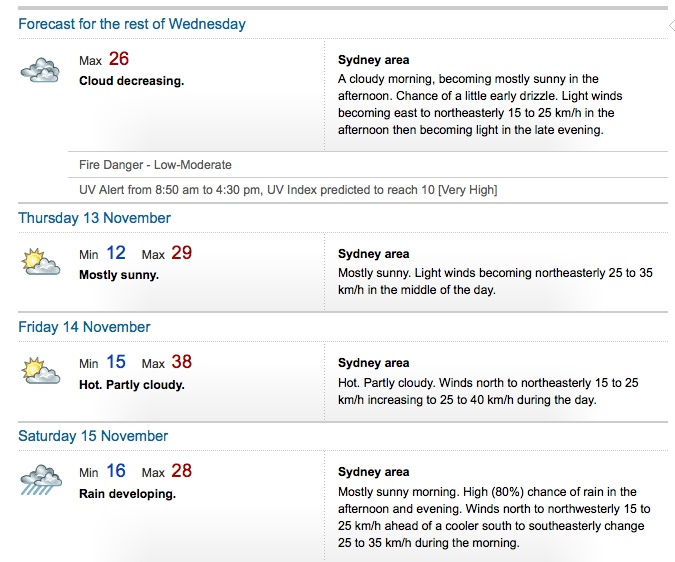 Forecast for the rest of Wednesday
Max 26
Cloud decreasing.
Sydney area
A cloudy morning, becoming mostly sunny in the
afternoon. Chance of a little early drizzle. Light winds
becoming east to northeasterly 15 to 25 km/h in the
afternoon then becoming light in the late evening.
Fire Danger - Low-Moderate
UV Alert from 8:50 am to 4:30 pm, UV Index predicted to reach 10 [Very High]
Thursday 13 November
Min 12 Max 29
Mostly sunny.
Sydney area
Mostly sunny. Light winds becoming northeasterly 25 to 35
km/h in the middle of the day.
Friday 14 November
Min 15 Max 38
Hot. Partly cloudy.
Sydney area
Hot. Partly cloudy. Winds north to northeasterly 15 to 25
km/h increasing to 25 to 40 km/h during the day.
Saturday 15 November
Min 16 Max 28
Rain developing.
Sydney area
Mostly sunny morning. High (80%) chance of rain in the
afternoon and evening. Winds north to northwesterly 15 to
25 km/h ahead of a cooler south to southeasterly change
25 to 35 km/h during the morning.